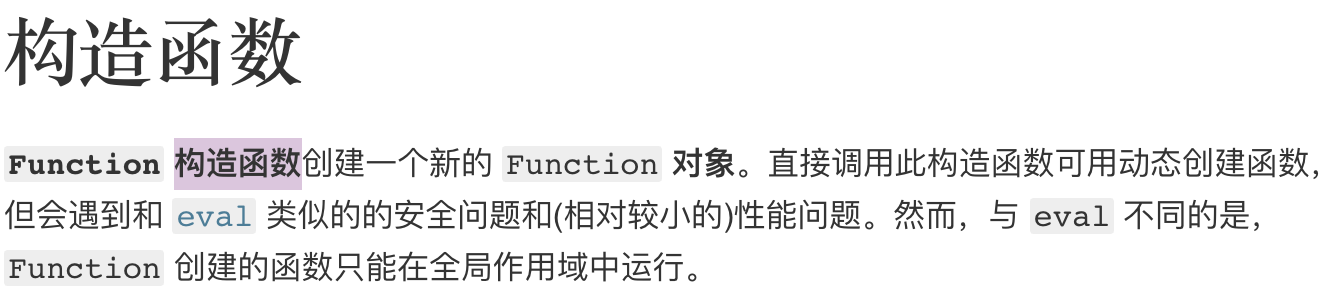 构造函数
Function 构造函数创建一个新的 Function 对象。直接调用此构造函数可用动态创建函数，
但会遇到和 eval 类似的的安全问题和(相对较小的)性能问题。然而，与 eval 不同的是，
Function 创建的函数只能在全局作用域中运行。